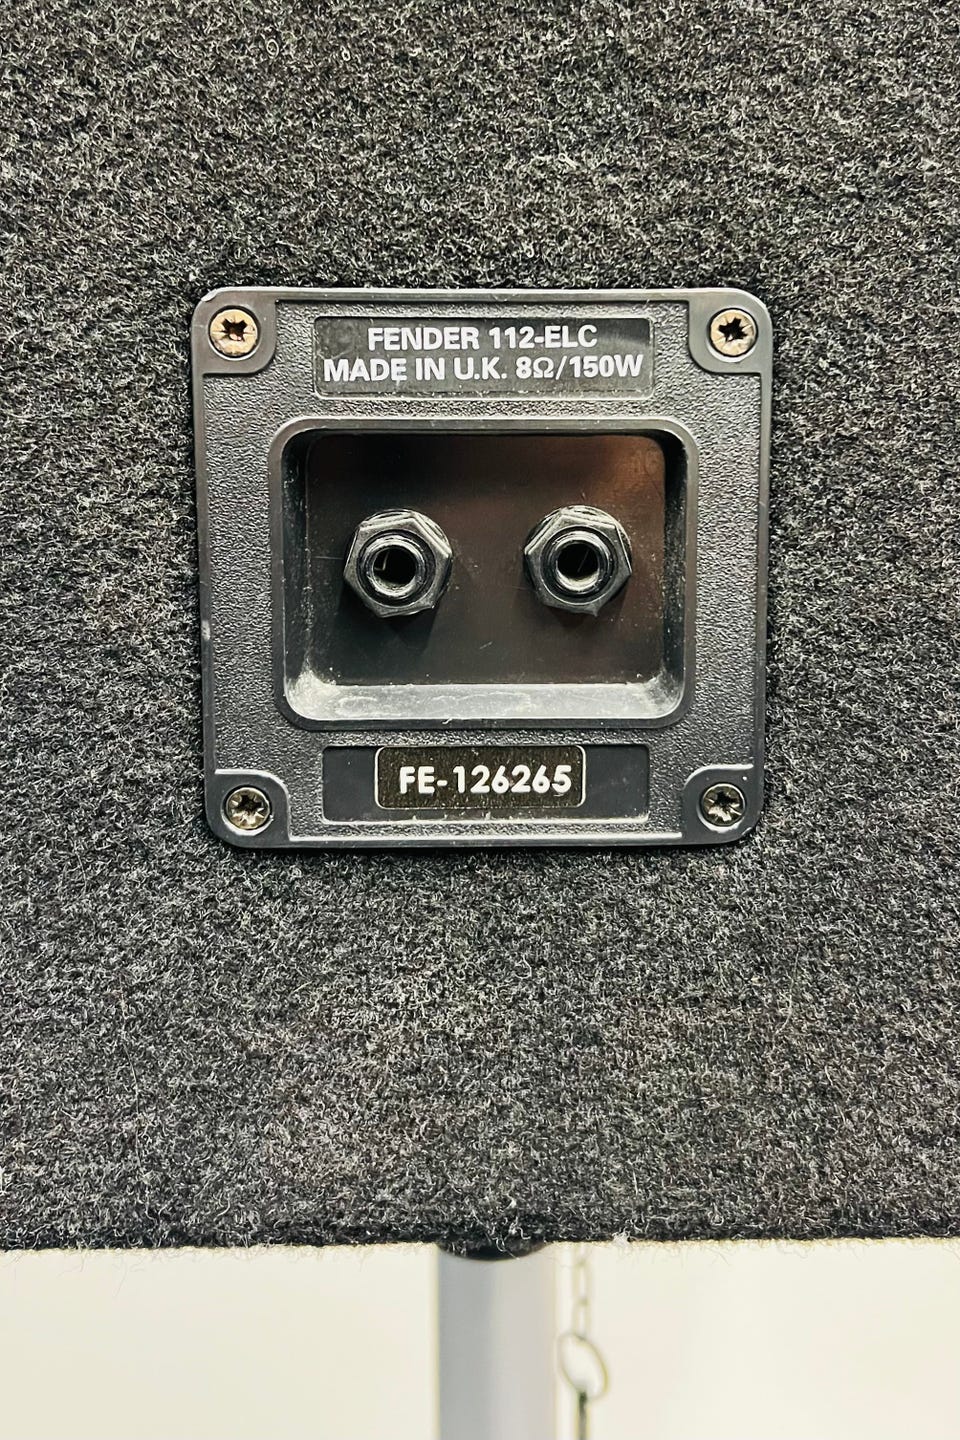 FENDER 112-ELC
MADE IN U.K. 8Ω/150W
FE-126265